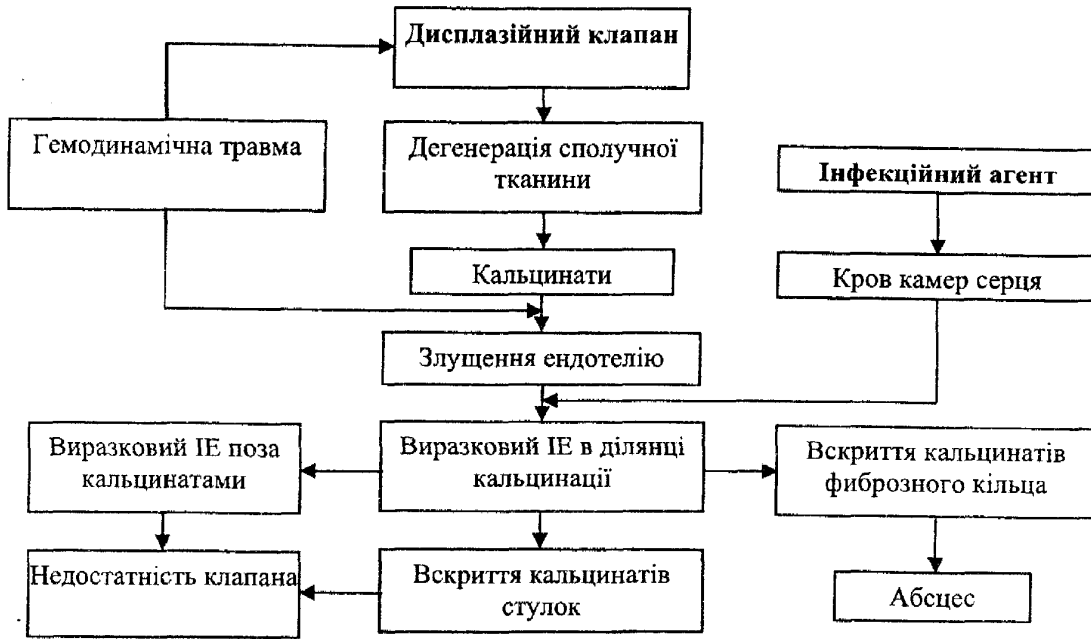 Дисплазійний клапан
Гемодинамічна травма
Дегенерація сполучної
тканини
Інфекційний агент
Кальцинати
Кров камер серця
Злущення ендотелію
Виразковий ІЕ поза
кальцинатами
Виразковий ІЕ в ділянці
кальцинації
Вскриття кальцинатів
фиброзного кільца
Недостатність клапана
Вскриття кальцинатів
стулок
Абсцес